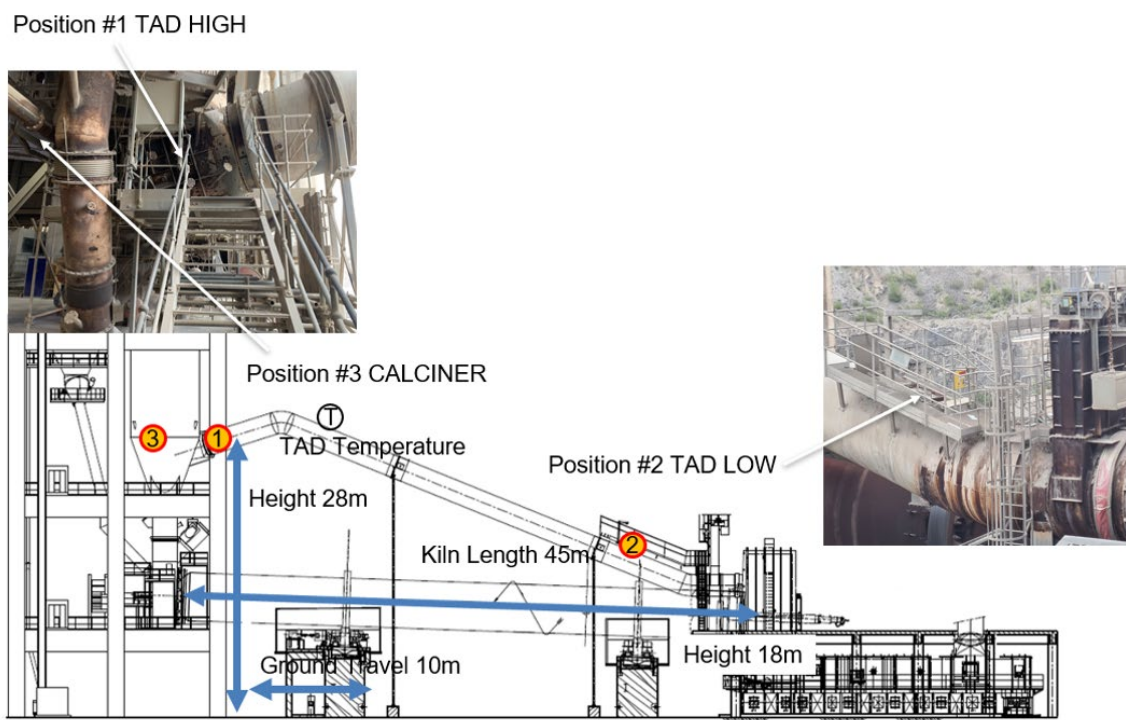 Position #1 TAD HIGH
Position #3 CALCINER
3
1
T
TAD Temperature
Height 28m
Position #2 TAD LOW
2
Kiln Length 45m
Height 18m
Ground Travel 10m